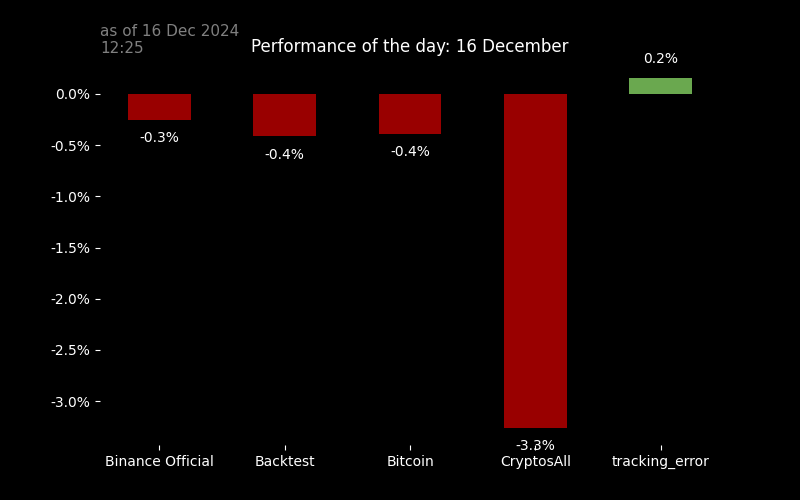 as of 16 Dec 2024
12:25
Performance of the day: 16 December
0.2%
0.0%
-0.3%
-0.4%
-0.4%
-0.5%
-1.0%
-1.5%
-2.0%
-2.5%
-3.0%
-3.3%
Binance Official
Backtest
Bitcoin
CryptosAll
tracking_error